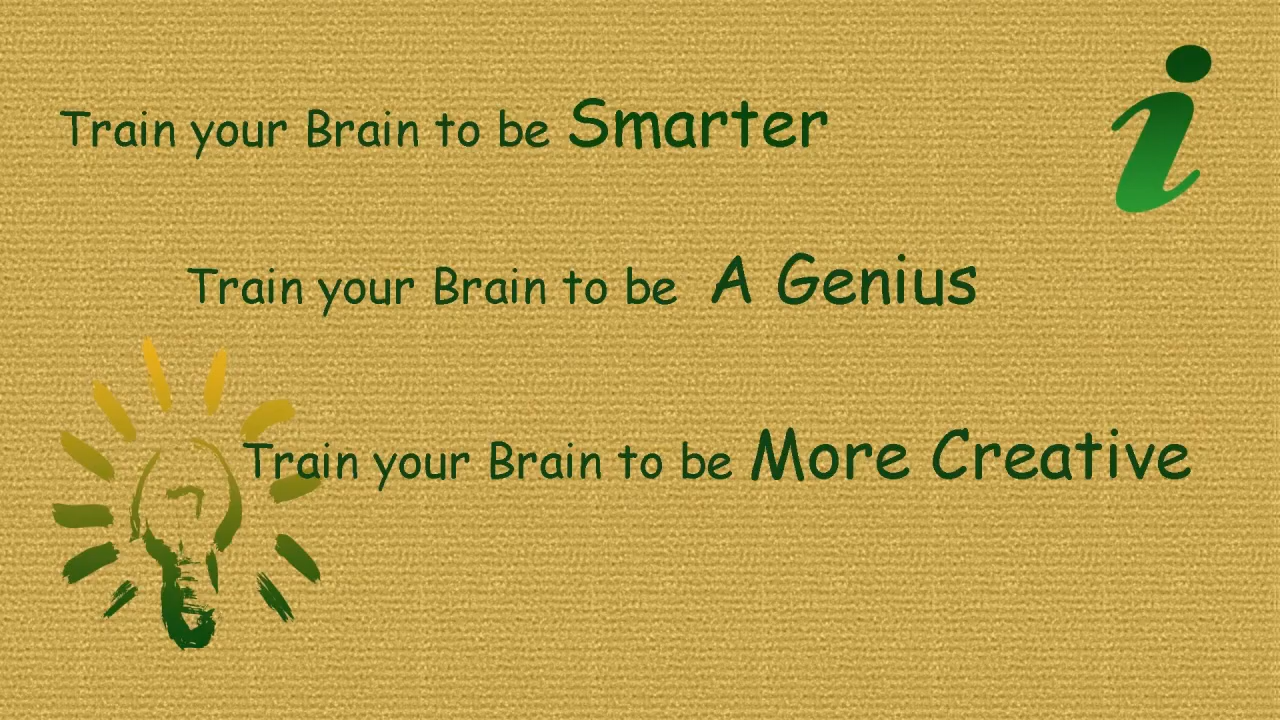 i
Train your Brain to be Smarter
Train your Brain to be A Genius
Train your Brain to be More Creative